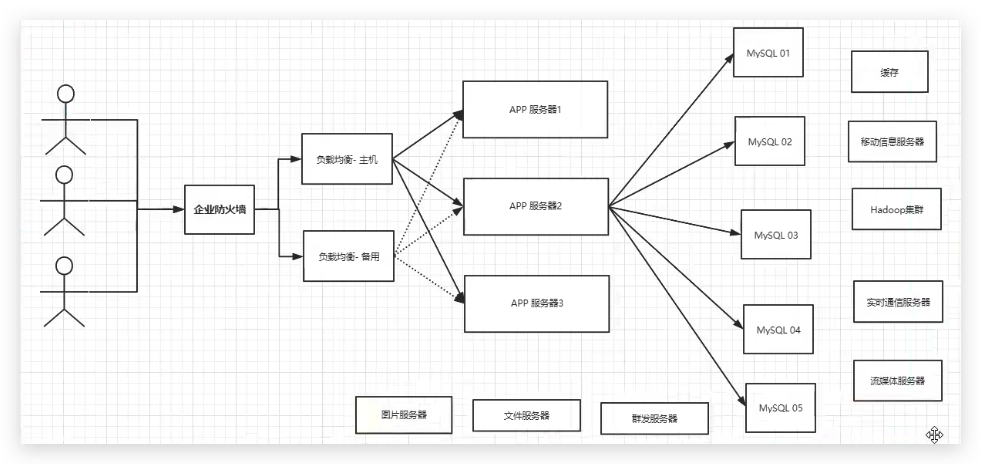 企业防火墙
负载均衡- 主机
负载均衡- 备用
APP 服务器1
APP 服务器2
APP 服务器3
MySQL 01
MySQL 02
MySQL 03
MySQL 04
MySQL 05
缓存
移动信息服务器
Hadoop集群
实时通信服务器
流媒体服务器
图片服务器
文件服务器
群发服务器